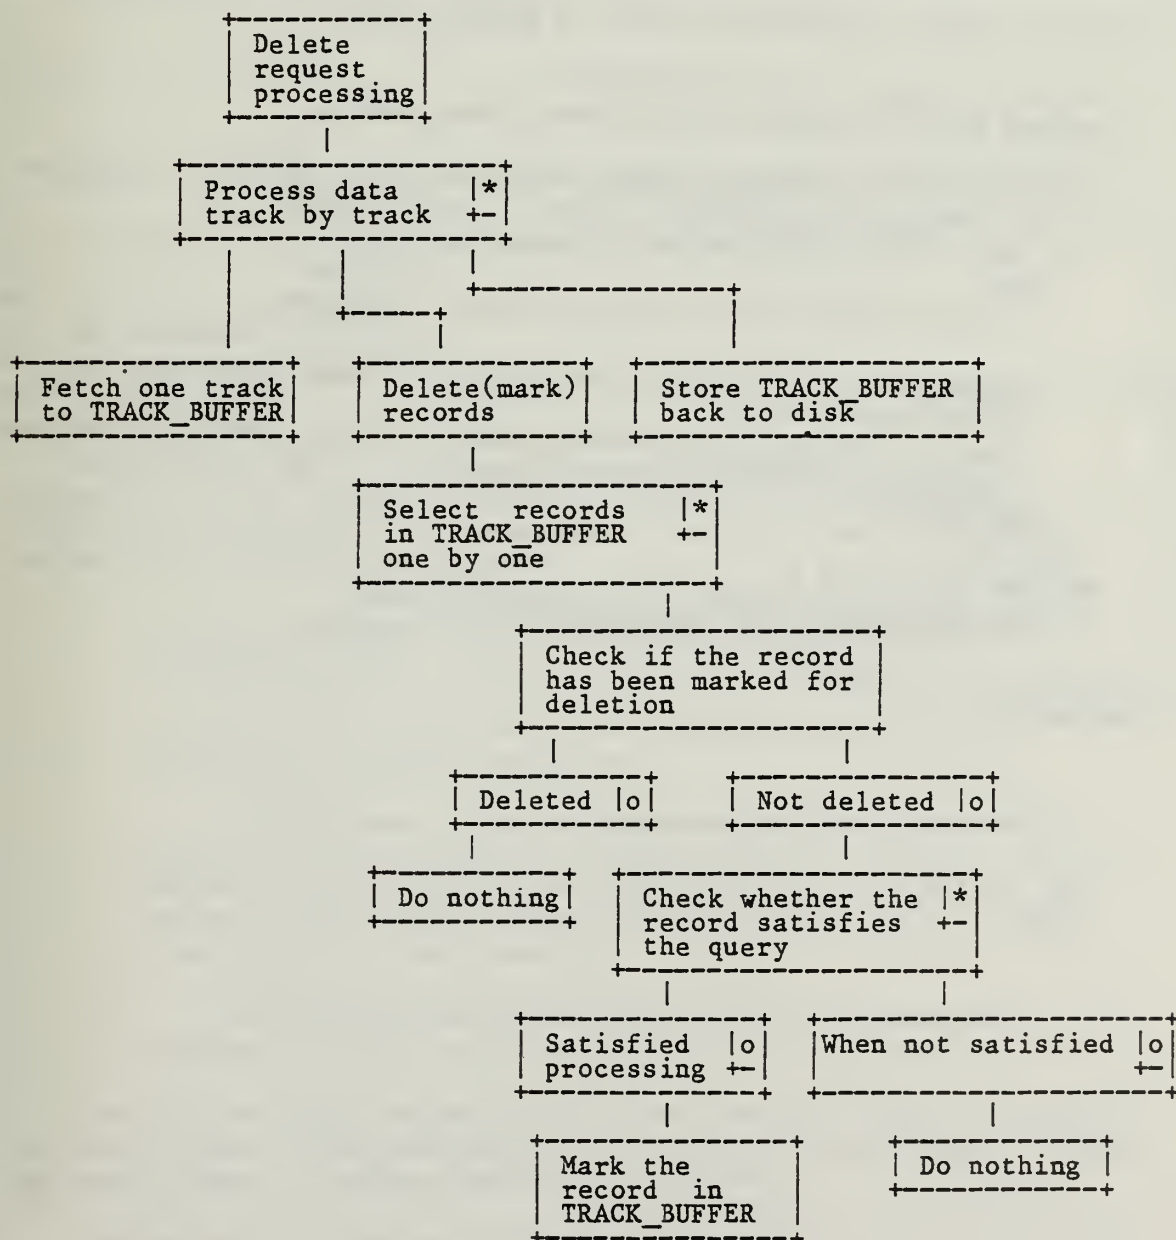 Delete
request
processing
Process data *
track by track
Fetch one track
to TRACK_BUFFER
Delete(mark)
records
Store TRACK_BUFFER
back to disk
Select records *
in TRACK_BUFFER
one by one
Check if the record
has been marked for
deletion
Deleted o
Not deleted o
Do nothing
Check whether the *
record satisfies
the query
Satisfied o
processing
When not satisfied o
Mark the
record in
TRACK_BUFFER
Do nothing